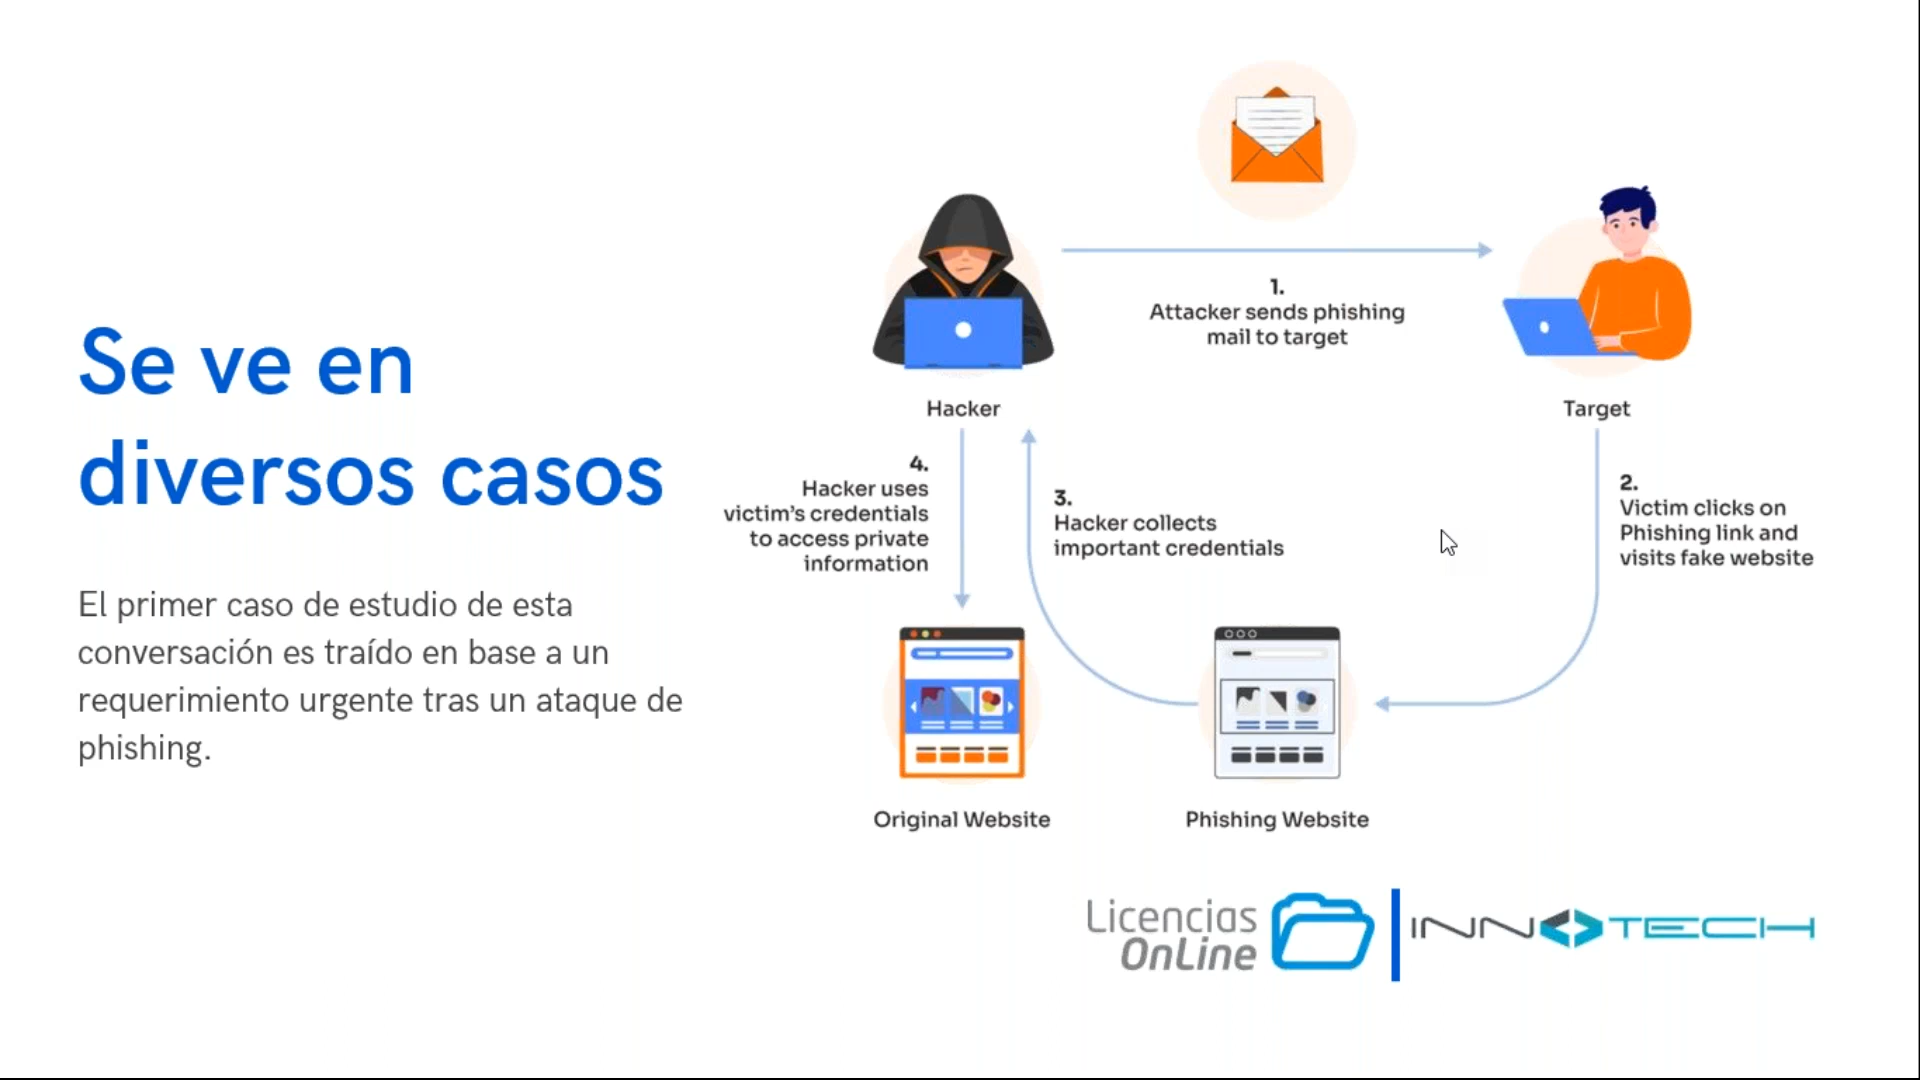 Se ve en
diversos casos
El primer caso de estudio de esta
conversación es traído en base a un
requerimiento urgente tras un ataque de
phishing.
1.
Attacker sends phishing
mail to target
Hacker
Target
4.
Hacker uses
victim's credentials
to access private
information
3.
Hacker collects
important credentials
2.
Victim clicks on
Phishing link and
visits fake website
Original Website
Phishing Website
Licencias
OnLine
INN TECH